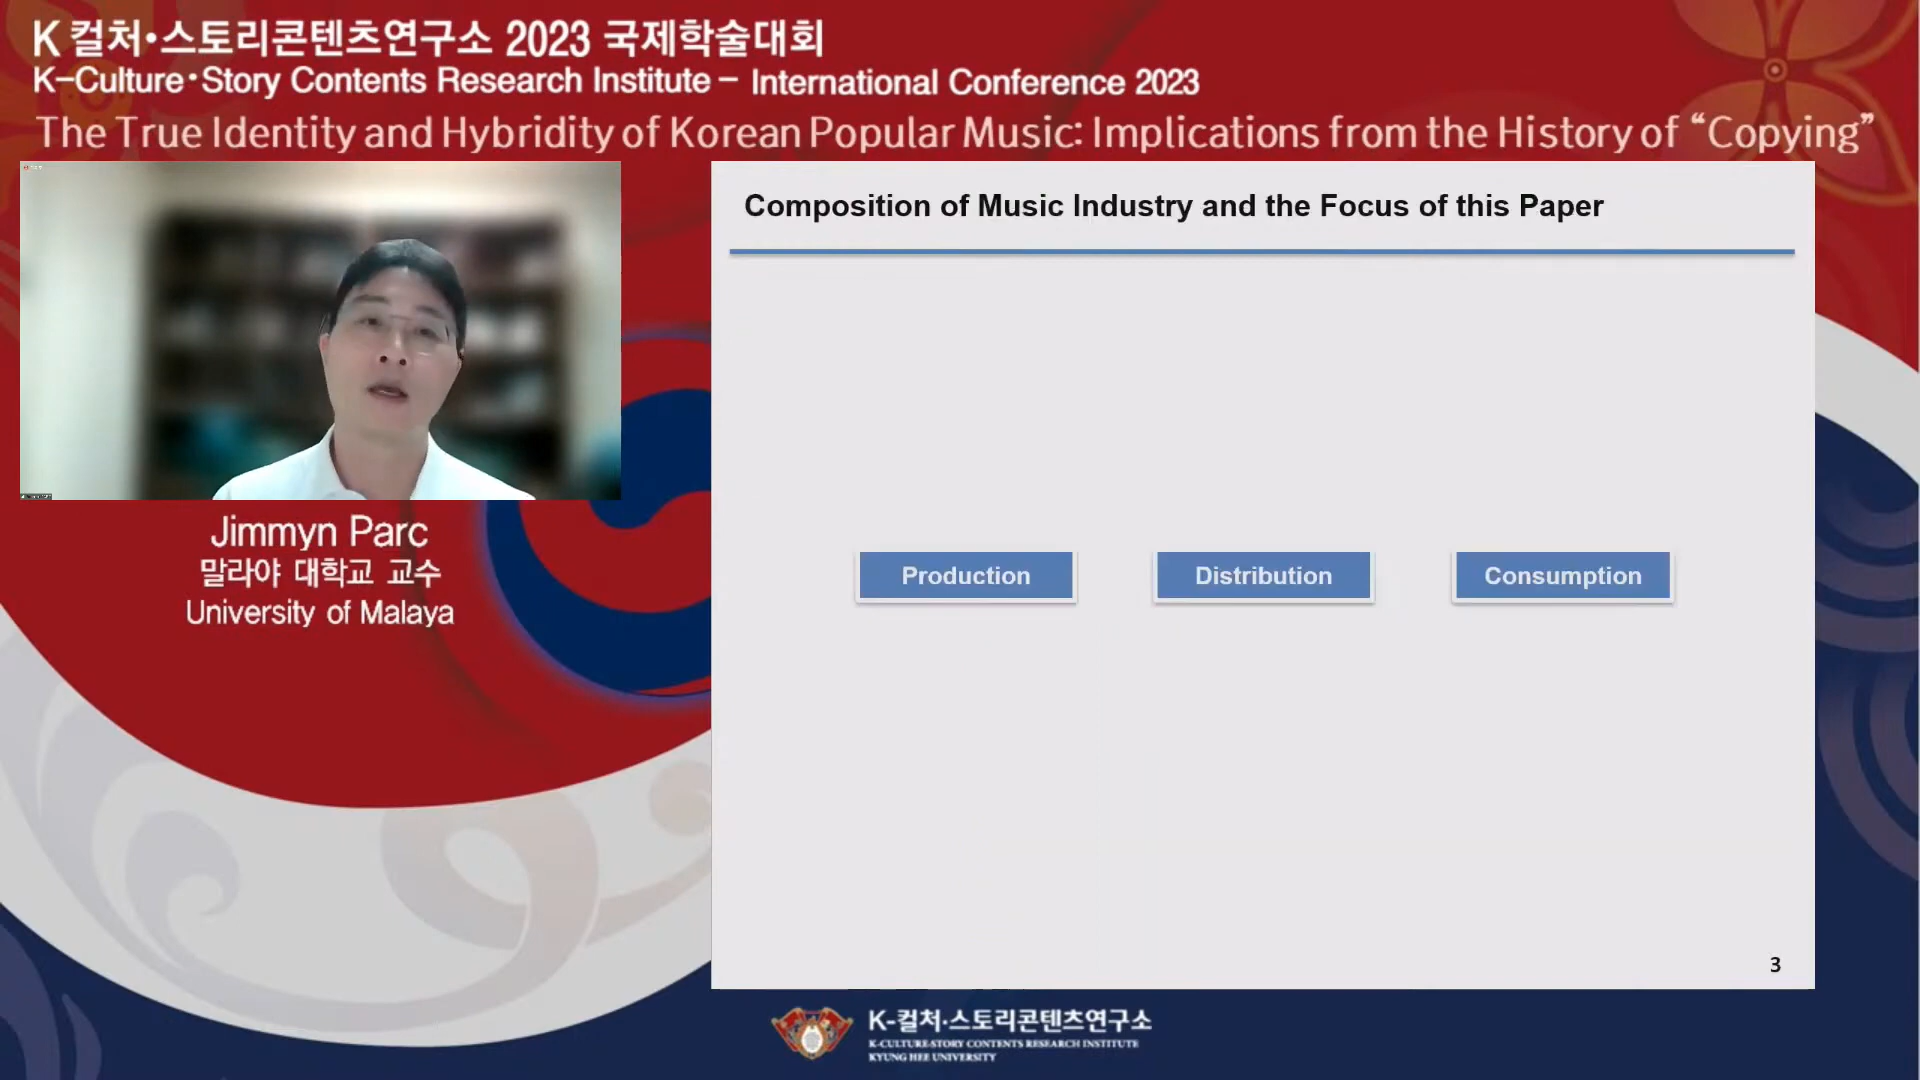 K 컬처•스토리콘텐츠연구소 2023 국제학술대회
K-Culture•Story Contents Research Institute - International Conference 2023
The True Identity and Hybridity of Korean Popular Music: Implications from the History of “Copying”
Composition of Music Industry and the Focus of this Paper
Production
Distribution
Consumption
Jimmyn Parc
말라야 대학교 교수
University of Malaya
3
K-컬처•스토리콘텐츠연구소
K-CULTURE•STORY CONTENTS RESEARCH INSTITUTE
KYUNG HEE UNIVERSITY